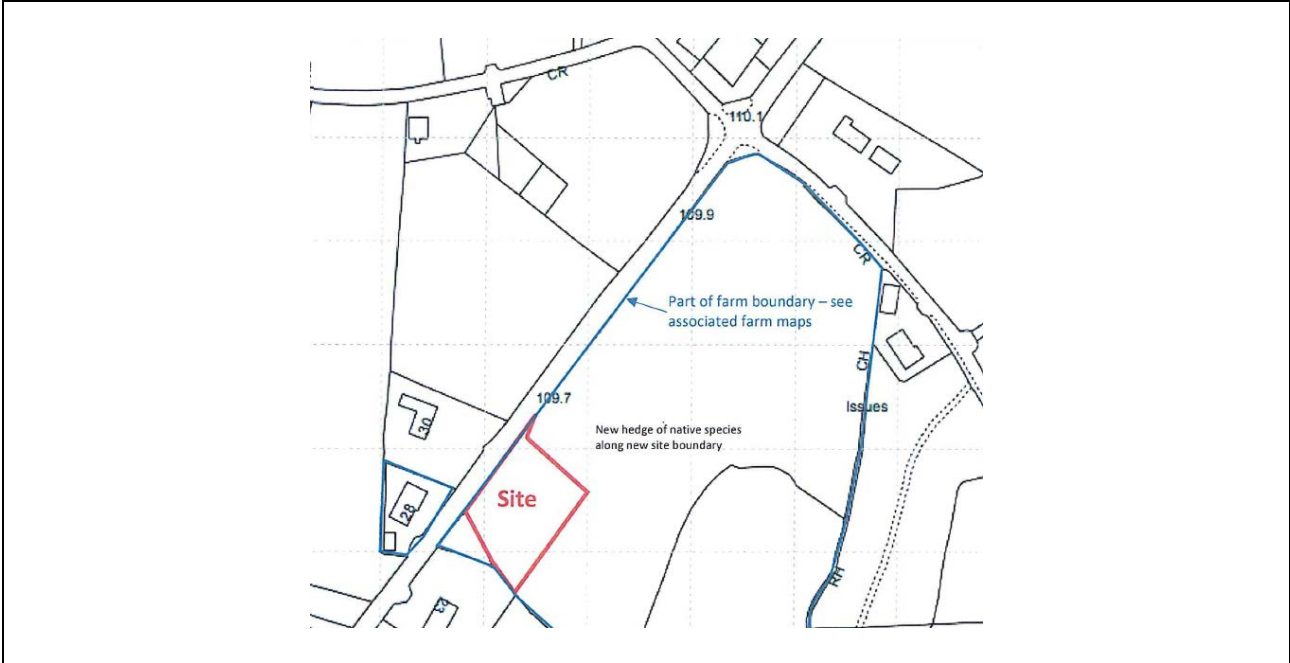 CR
110.1
109.9
CR
Part of farm boundary – see
associated farm maps
CH
109.7
Issues
30
New hedge of native species
along new site boundary
Site
28
RH
23